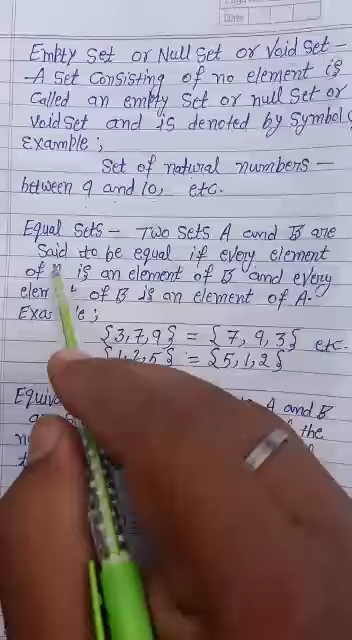 Date
Empty Set or Null Set or Void Set -
- A Set Consisting of no element is
Called an empty Set or null Set or
Void Set and is denoted by Symbol
Example ;
Set of natural numbers -
between 9 and 10, etc.
Equal Sets - Two Sets A and B are
Said to be equal if every element
of is an element of B and every
of B is an element of A.
{3, 7, 9} = {7, 9, 3} etc.
{1, 2, 5} = {5, 1, 2}
A and B
the